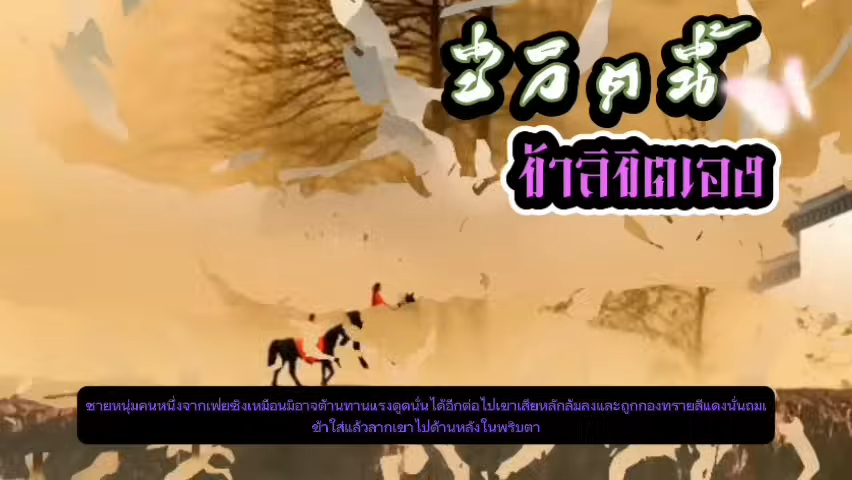 ชีวิตนี้
ข้าลิขิตเอง
ชายหนุ่มคนหนึ่งจากเฟยชิงเหมือนมิอาจต้านทานแรงดูดนั่นได้อีกต่อไปเขาเสียหลักล้มลงและถูกกองทรายสีแดงนั่นถมเ
ข้าใส่แล้วลากเขาไปด้านหลังในพริบตา